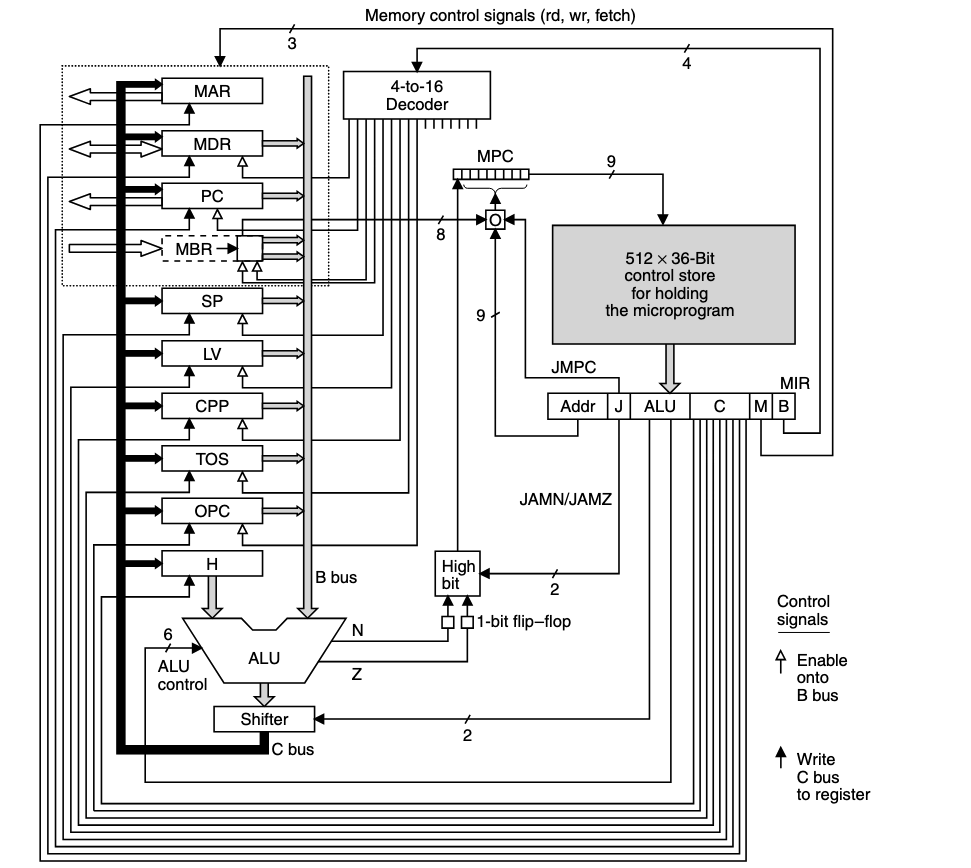 Memory control signals (rd, wr, fetch)
3
4
MAR
4-to-16
Decoder
MDR
MPC
9
PC
8
O
MBR
512 × 36-Bit
control store
for holding
the microprogram
SP
9
LV
JMPC
MIR
Addr J ALU C M B
CPP
TOS
JAMN/JAMZ
OPC
H
B bus
High
bit
2
Control
signals
6
N
1-bit flip–flop
ALU
ALU
control
Z
Enable
onto
B bus
Shifter
2
C bus
Write
C bus
to register